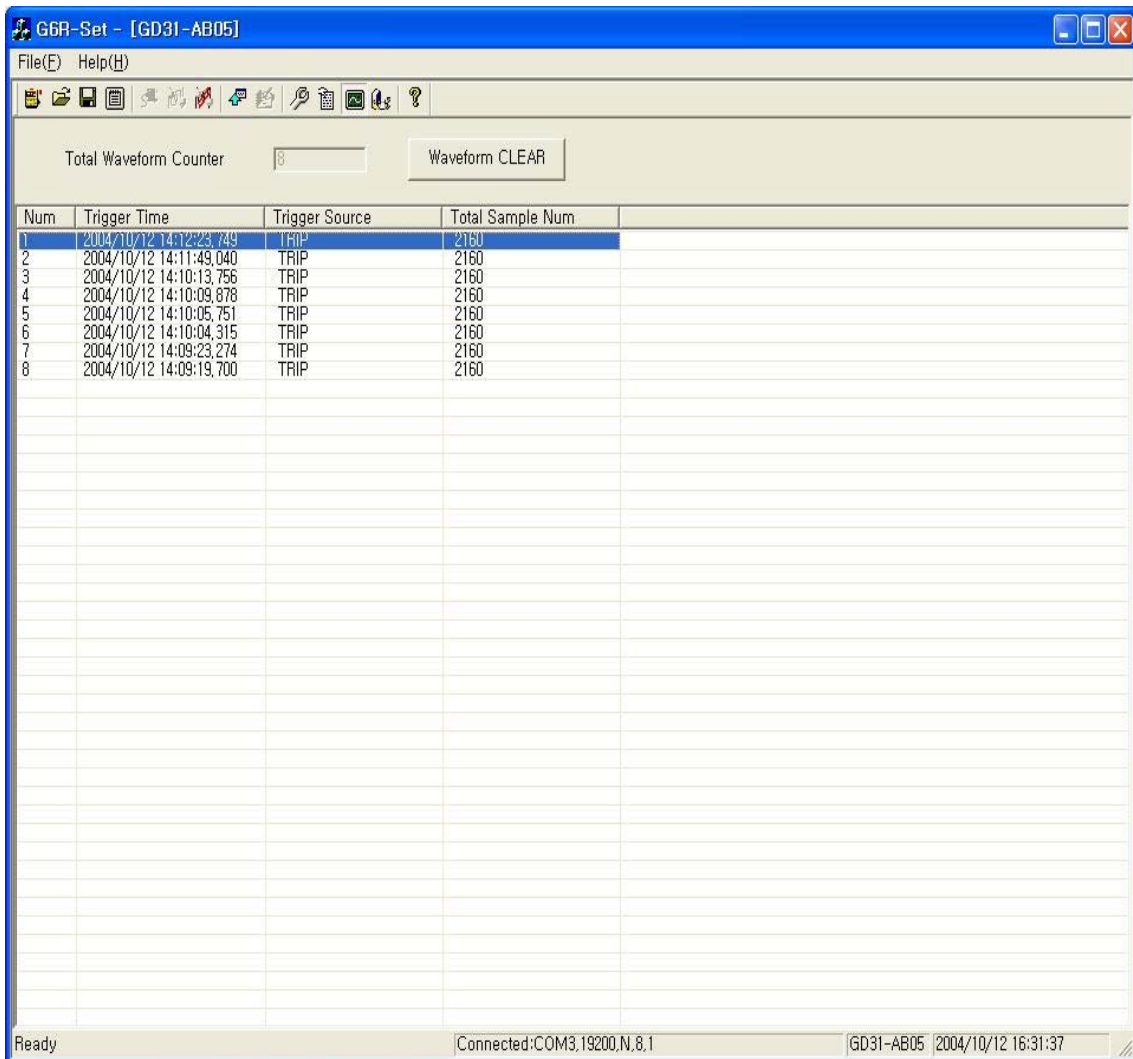 G6R-Set - [GD31-AB05]
File(F) Help(H)
Total Waveform Counter 8 Waveform CLEAR
Num Trigger Time Trigger Source Total Sample Num
1 2004/10/12 14:12:23,749 TRIP 2160
2 2004/10/12 14:11:49,040 TRIP 2160
3 2004/10/12 14:10:13,756 TRIP 2160
4 2004/10/12 14:10:09,878 TRIP 2160
5 2004/10/12 14:10:05,751 TRIP 2160
6 2004/10/12 14:10:04,315 TRIP 2160
7 2004/10/12 14:09:23,274 TRIP 2160
8 2004/10/12 14:09:19,700 TRIP 2160
Ready Connected:COM3,19200,N,8,1 GD31-AB05 2004/10/12 16:31:37